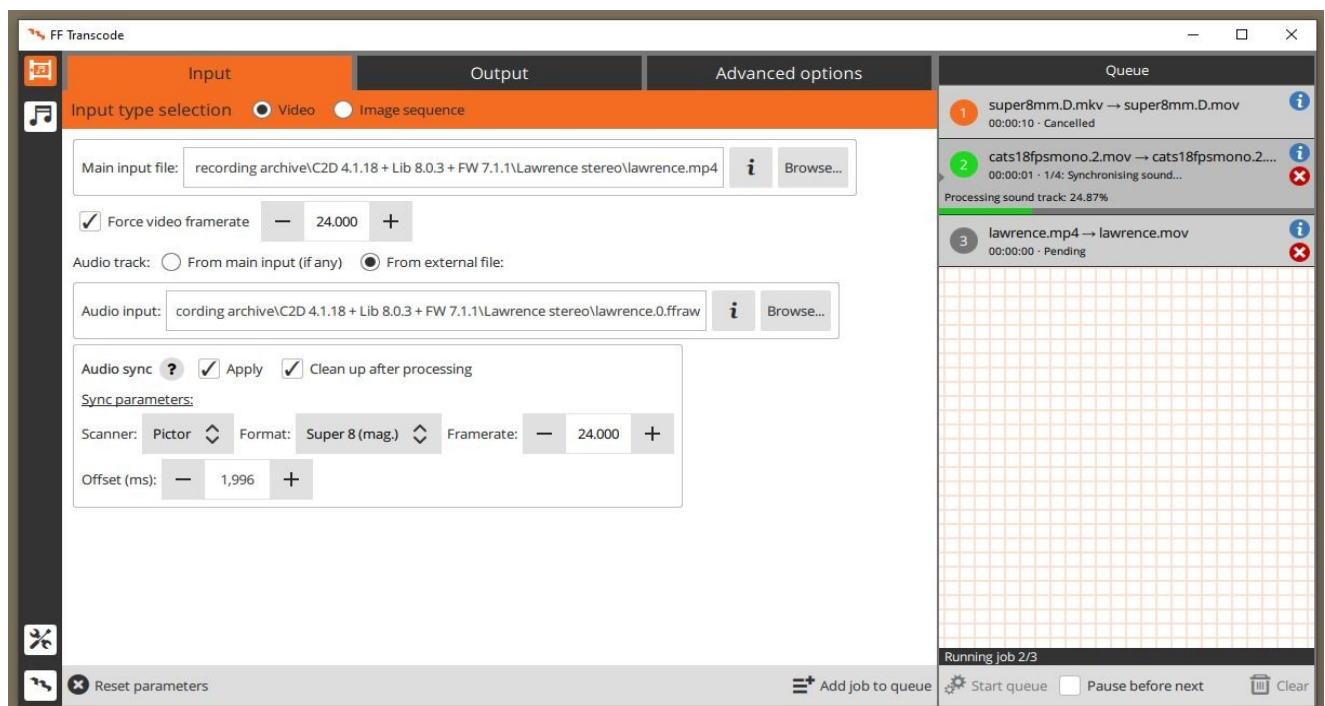 FF Transcode
Input
Output
Advanced options
Input type selection Video Image sequence
Main input file: recording archive\C2D 4.1.18 + Lib 8.0.3 + FW 7.1.1\Lawrence stereo\lawrence.mp4 i Browse...
Force video framerate — 24.000 +
Audio track: From main input (if any) From external file:
Audio input: cording archive\C2D 4.1.18 + Lib 8.0.3 + FW 7.1.1\Lawrence stereo\lawrence.0.ffraw i Browse...
Audio sync ? Apply Clean up after processing
Sync parameters:
Scanner: Pictor Format: Super 8 (mag.) Framerate: — 24.000 +
Offset (ms): — 1,996 +
Reset parameters
Add job to queue
Queue
1 super8mm.D.mkv → super8mm.D.mov i
00:00:10 · Cancelled
2 cats18fpsmono.2.mov → cats18fpsmono.2.... i
00:00:01 · 1/4: Synchronising sound...
Processing sound track: 24.87%
3 lawrence.mp4 → lawrence.mov i
00:00:00 · Pending
Running job 2/3
Start queue Pause before next Clear